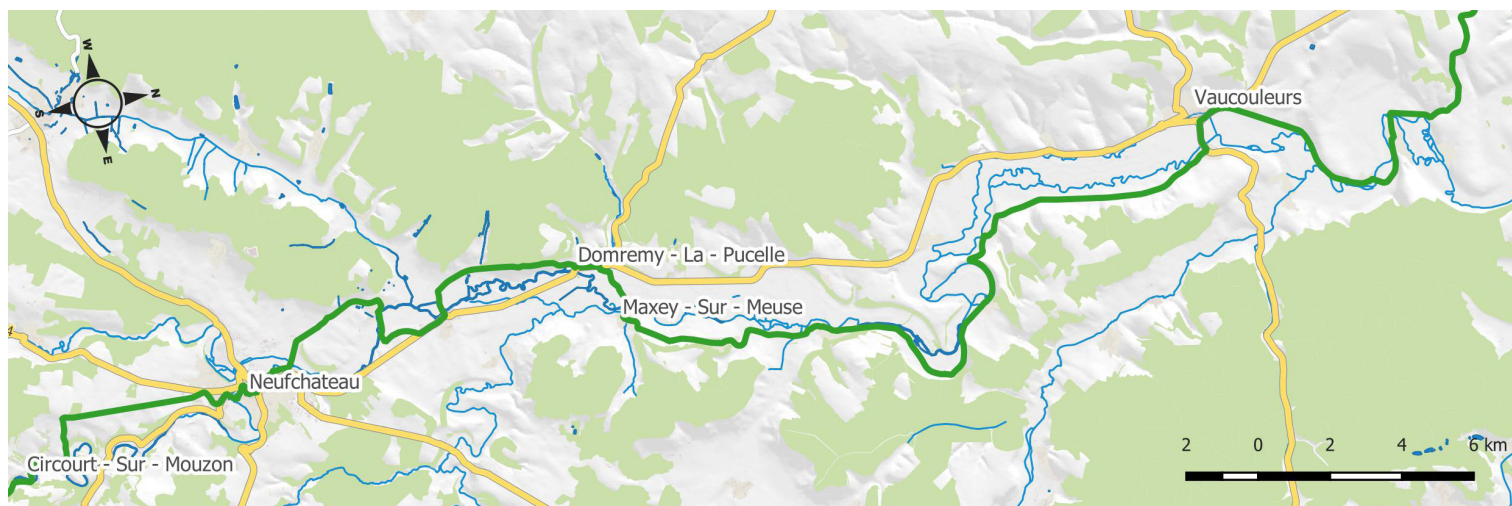 W
N
S
E
Vaucouleurs
Domremy - La - Pucelle
Maxey - Sur - Meuse
Neufchateau
Circourt - Sur - Mouzon
2 0 2 4 6 km